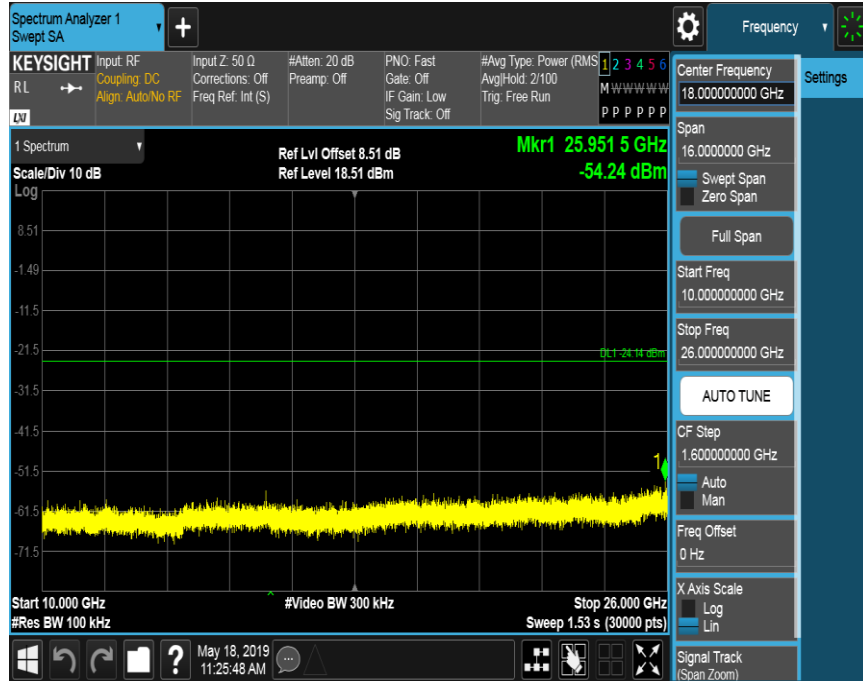 Spectrum Analyzer 1
Swept SA
+
Frequency
KEYSIGHT
RL
LXI
Input: RF
Coupling: DC
Align: Auto/No RF
Input Z: 50 Ω
Corrections: Off
Freq Ref: Int (S)
#Atten: 20 dB
Preamp: Off
PNO: Fast
Gate: Off
IF Gain: Low
Sig Track: Off
#Avg Type: Power (RMS
Avg|Hold: 2/100
Trig: Free Run
1 2 3 4 5 6
M W W W W W
P P P P P P
1 Spectrum
Scale/Div 10 dB
Log
Ref Lvl Offset 8.51 dB
Ref Level 18.51 dBm
Mkr1 25.951 5 GHz
-54.24 dBm
8.51
-1.49
-11.5
-21.5
DL1 -24.14 dBm
-31.5
-41.5
-51.5
1
-61.5
-71.5
Start 10.000 GHz
#Res BW 100 kHz
#Video BW 300 kHz
Stop 26.000 GHz
Sweep 1.53 s (30000 pts)
Center Frequency
18.000000000 GHz
Span
16.0000000 GHz
Swept Span
Zero Span
Full Span
Start Freq
10.000000000 GHz
Stop Freq
26.000000000 GHz
AUTO TUNE
CF Step
1.600000000 GHz
Auto
Man
Freq Offset
0 Hz
X Axis Scale
Log
Lin
Signal Track
(Span Zoom)
Settings
?
May 18, 2019
11:25:48 AM